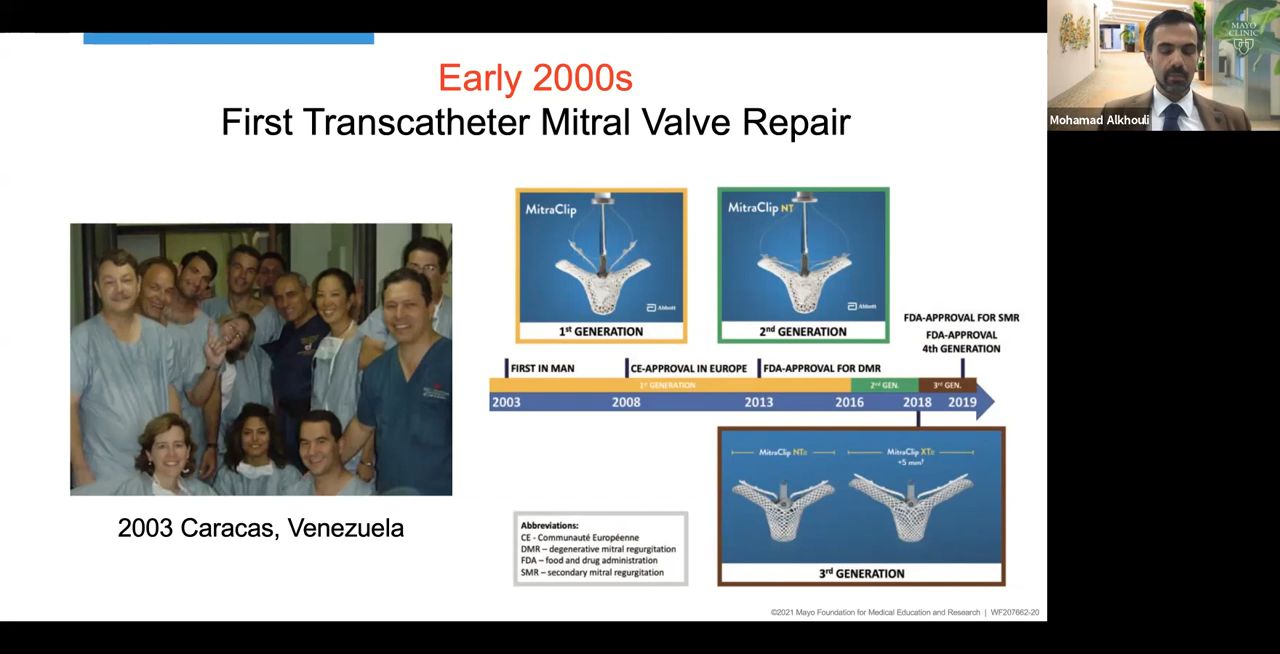 Early 2000s
First Transcatheter Mitral Valve Repair
MAYO
CLINIC
Mohamad Alkhouli
MitraClip
Abbott
1st GENERATION
MitraClip NT
Abbott
2nd GENERATION
FDA-APPROVAL FOR SMR
FDA-APPROVAL
4th GENERATION
FIRST IN MAN
CE-APPROVAL IN EUROPE
FDA-APPROVAL FOR DMR
1st GENERATION
2nd GEN.
3rd GEN.
2003
2008
2013
2016
2018
2019
MitraClip NTR
MitraClip XTR
+5 mm¹
3rd GENERATION
2003 Caracas, Venezuela
Abbreviations:
CE - Communauté Européenne
DMR – degenerative mitral regurgitation
FDA – food and drug administration
SMR – secondary mitral regurgitation
©2021 Mayo Foundation for Medical Education and Research | WF207662-20